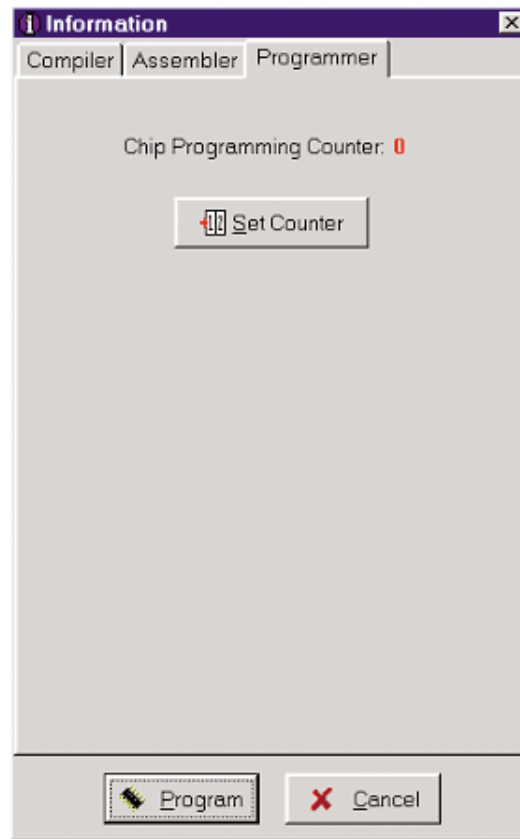 Information
Compiler Assembler Programmer
Chip Programming Counter: 0
Set Counter
Program Cancel